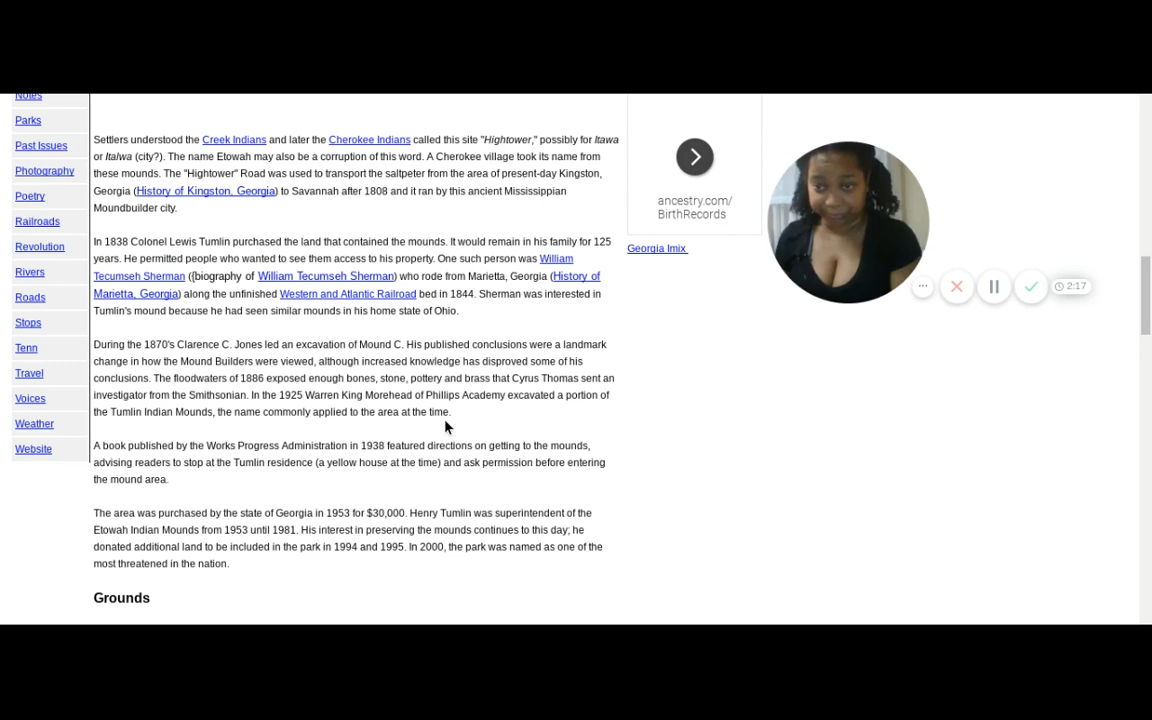 Notes
Parks
Past Issues
Photography
Poetry
Railroads
Revolution
Rivers
Roads
Stops
Tenn
Travel
Voices
Weather
Website
Settlers understood the Creek Indians and later the Cherokee Indians called this site "Hightower," possibly for Itawa
or Italwa (city?). The name Etowah may also be a corruption of this word. A Cherokee village took its name from
these mounds. The "Hightower" Road was used to transport the saltpeter from the area of present-day Kingston,
Georgia (History of Kingston, Georgia) to Savannah after 1808 and it ran by this ancient Mississippian
Moundbuilder city.
In 1838 Colonel Lewis Tumlin purchased the land that contained the mounds. It would remain in his family for 125
years. He permitted people who wanted to see them access to his property. One such person was William
Tecumseh Sherman ({biography of William Tecumseh Sherman) who rode from Marietta, Georgia (History of
Marietta, Georgia) along the unfinished Western and Atlantic Railroad bed in 1844. Sherman was interested in
Tumlin's mound because he had seen similar mounds in his home state of Ohio.
During the 1870's Clarence C. Jones led an excavation of Mound C. His published conclusions were a landmark
change in how the Mound Builders were viewed, although increased knowledge has disproved some of his
conclusions. The floodwaters of 1886 exposed enough bones, stone, pottery and brass that Cyrus Thomas sent an
investigator from the Smithsonian. In the 1925 Warren King Morehead of Phillips Academy excavated a portion of
the Tumlin Indian Mounds, the name commonly applied to the area at the time.
A book published by the Works Progress Administration in 1938 featured directions on getting to the mounds,
advising readers to stop at the Tumlin residence (a yellow house at the time) and ask permission before entering
the mound area.
The area was purchased by the state of Georgia in 1953 for $30,000. Henry Tumlin was superintendent of the
Etowah Indian Mounds from 1953 until 1981. His interest in preserving the mounds continues to this day; he
donated additional land to be included in the park in 1994 and 1995. In 2000, the park was named as one of the
most threatened in the nation.
Grounds
ancestry.com/
BirthRecords
Georgia Imix
2:17